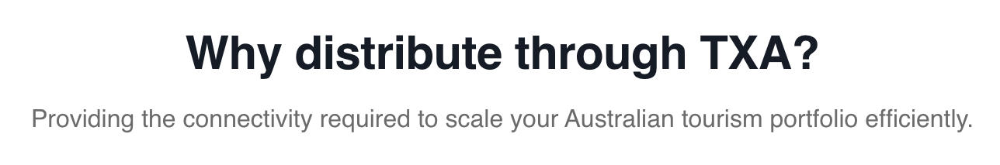 Why distribute through TXA?
Providing the connectivity required to scale your Australian tourism portfolio efficiently.